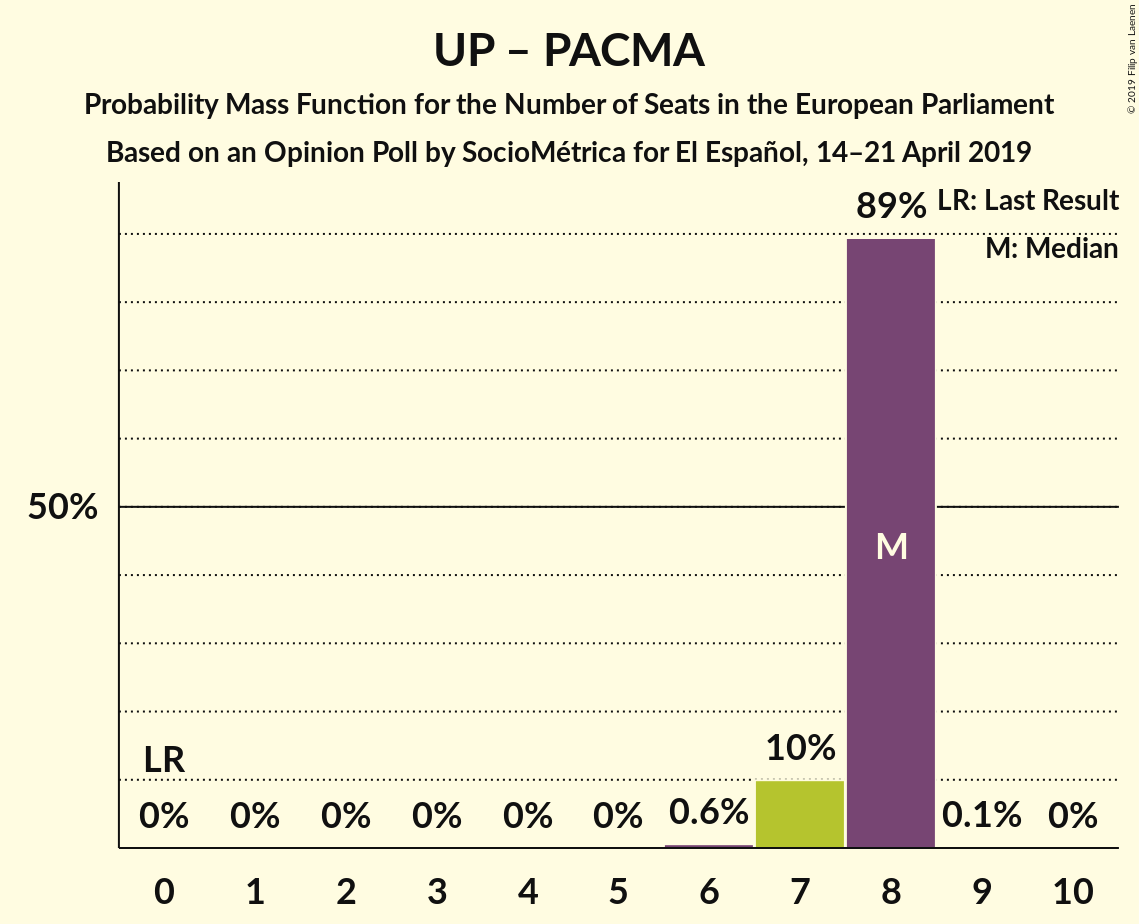 UP – PACMA
Probability Mass Function for the Number of Seats in the European Parliament
Based on an Opinion Poll by SocioMétrica for El Español, 14–21 April 2019
© 2019 Filip van Laenen
LR: Last Result
M: Median
89%
50%
M
LR
10%
0% 0% 0% 0% 0% 0% 0.6% 0.1% 0%
0 1 2 3 4 5 6 7 8 9 10